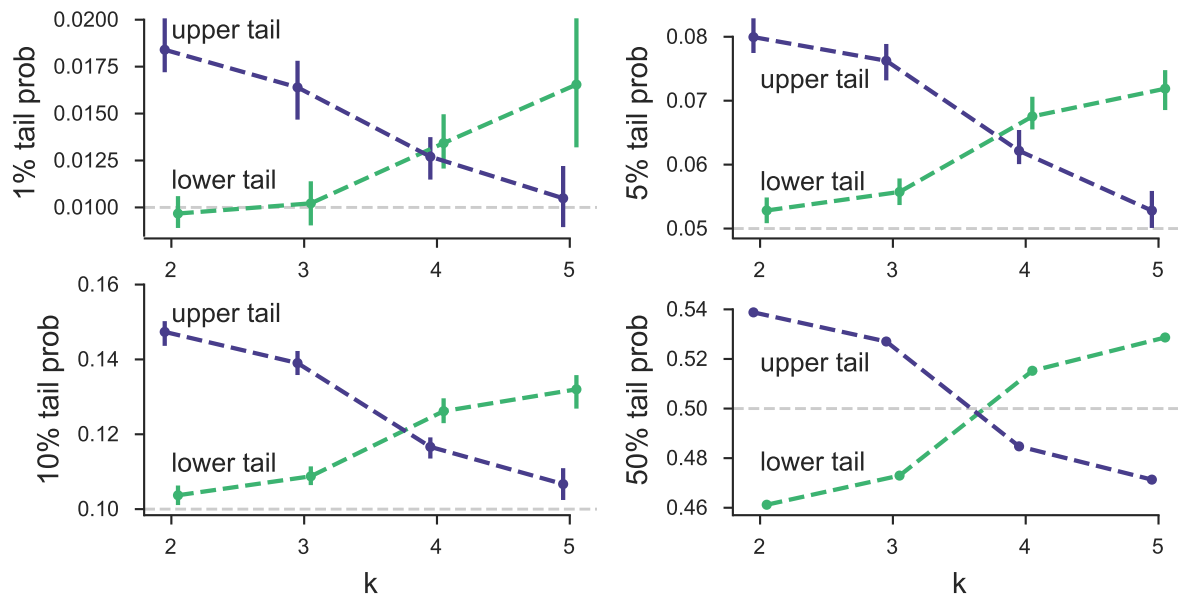 0.0200
upper tail
0.0175
0.0150
0.0125
lower tail
0.0100
1% tail prob
2 3 4 5
0.08
upper tail
0.07
0.06
lower tail
0.05
5% tail prob
2 3 4 5
0.16
upper tail
0.14
0.12
lower tail
0.10
10% tail prob
2 3 4 5
k
0.54
0.52
upper tail
0.50
0.48
lower tail
0.46
50% tail prob
2 3 4 5
k